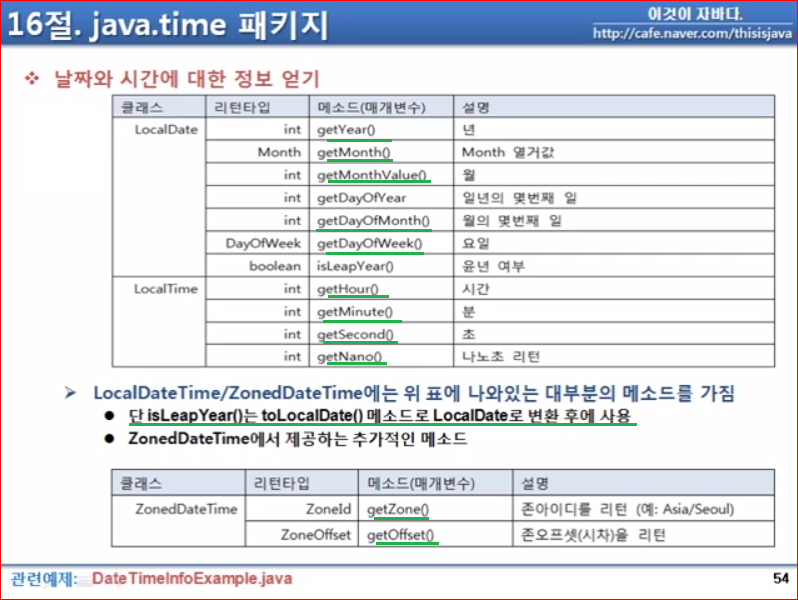 16절. java.time 패키지
이것이 자바다.
http://cafe.naver.com/thisisjava
❖ 날짜와 시간에 대한 정보 얻기
클래스 리턴타입 메소드(매개변수) 설명
LocalDate int getYear() 년
Month getMonth() Month 열거값
int getMonthValue() 월
int getDayOfYear 일년의 몇번째 일
int getDayOfMonth() 월의 몇번째 일
DayOfWeek getDayOfWeek() 요일
boolean isLeapYear() 윤년 여부
LocalTime int getHour() 시간
int getMinute() 분
int getSecond() 초
int getNano() 나노초 리턴
➢ LocalDateTime/ZonedDateTime에는 위 표에 나와있는 대부분의 메소드를 가짐
● 단 isLeapYear()는 toLocalDate() 메소드로 LocalDate로 변환 후에 사용
● ZonedDateTime에서 제공하는 추가적인 메소드
클래스 리턴타입 메소드(매개변수) 설명
ZonedDateTime ZoneId getZone() 존아이디를 리턴 (예: Asia/Seoul)
ZoneOffset getOffset() 존오프셋(시차)을 리턴
관련예제: DateTimeInfoExample.java
54